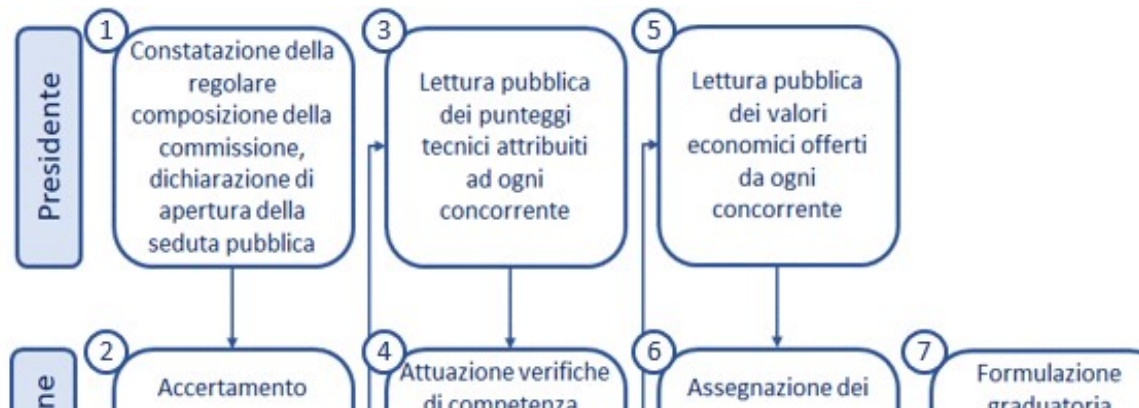 Presidente
1
Constatazione della
regolare
composizione della
commissione,
dichiarazione di
apertura della
seduta pubblica
3
Lettura pubblica
dei punteggi
tecnici attribuiti
ad ogni
concorrente
5
Lettura pubblica
dei valori
economici offerti
da ogni
concorrente
ne
2
Accertamento
4
Attuazione verifiche
di competenza
6
Assegnazione dei
7
Formulazione
graduatoria